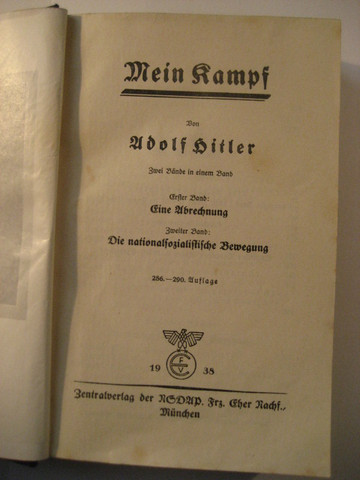 Mein Kampf
Von
Adolf Hitler
Zwei Bände in einem Band
Erster Band:
Eine Abrechnung
Zweiter Band:
Die nationalsozialistische Bewegung
286.—290. Auflage
19 38
Zentralverlag der NSDAP. Frz. Eher Nachf.,
München